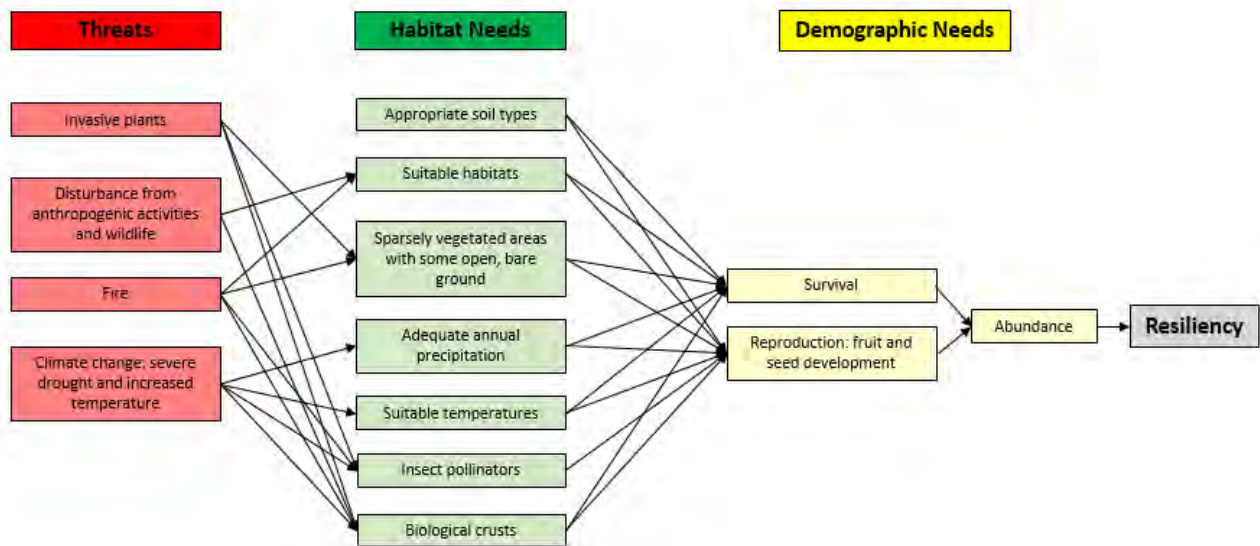 Threats
Habitat Needs
Demographic Needs
Invasive plants
Disturbance from
anthropogenic activities
and wildlife
Fire
Climate change; severe
drought and increased
temperature
Appropriate soil types
Suitable habitats
Sparsely vegetated areas
with some open, bare
ground
Adequate annual
precipitation
Suitable temperatures
Insect pollinators
Biological crusts
Survival
Reproduction: fruit and
seed development
Abundance
Resiliency